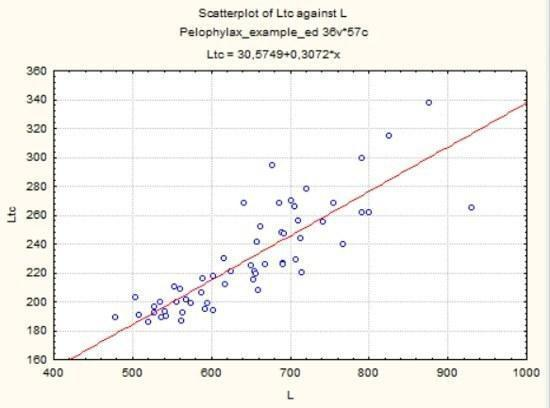 Scatterplot of Ltc against L
Pelophylax_example_ed 36v*57c
Ltc = 30,5749+0,3072*x
360
340
320
300
280
260
240
220
200
180
160
Ltc
400 500 600 700 800 900 1000
L